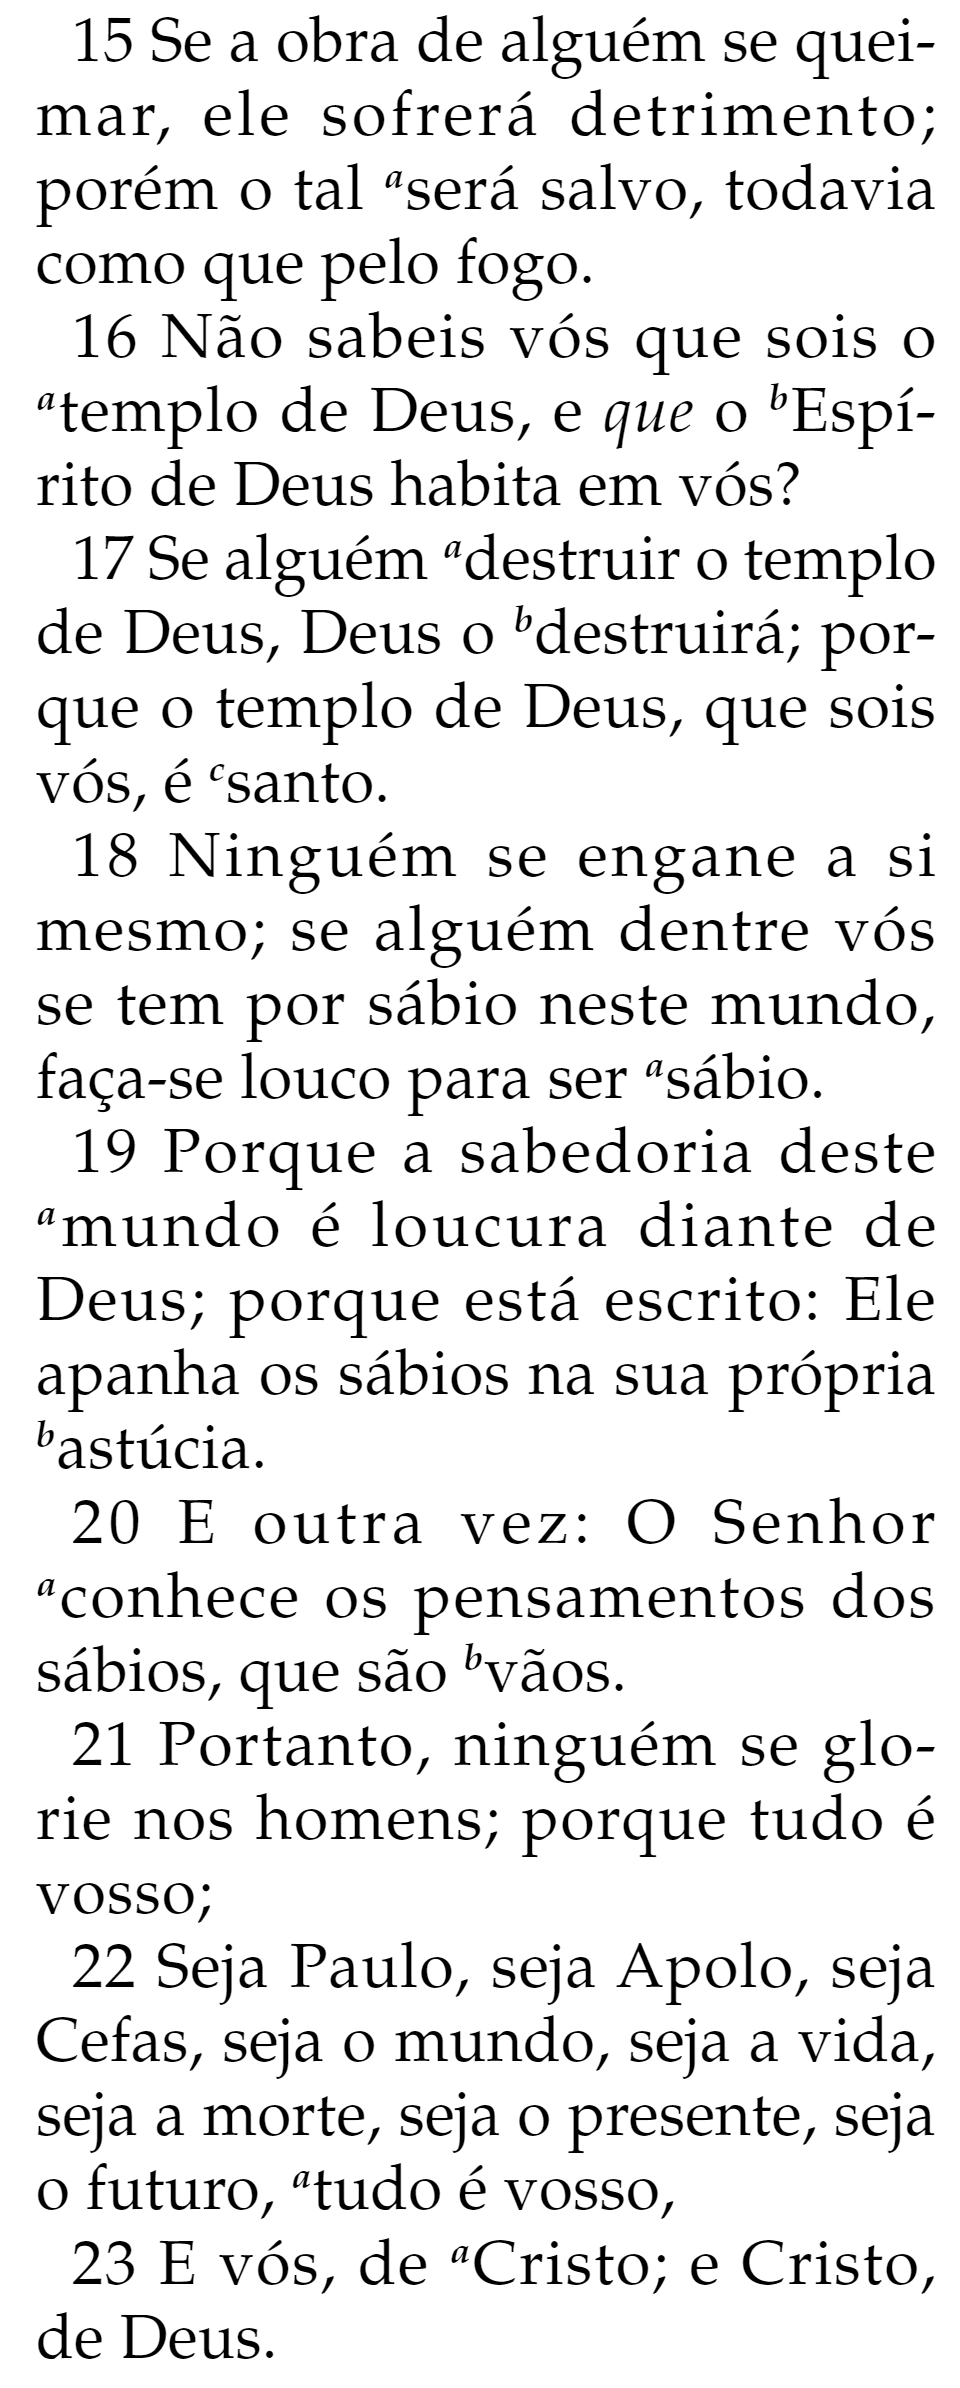 15 Se a obra de alguém se quei-
mar, ele sofrerá detrimento;
porém o tal aserá salvo, todavia
como que pelo fogo.
16 Não sabeis vós que sois o
atemplo de Deus, e que o bEspí-
rito de Deus habita em vós?
17 Se alguém adestruir o templo
de Deus, Deus o bdestruirá; por-
que o templo de Deus, que sois
vós, é csanto.
18 Ninguém se engane a si
mesmo; se alguém dentre vós
se tem por sábio neste mundo,
faça-se louco para ser asábio.
19 Porque a sabedoria deste
amundo é loucura diante de
Deus; porque está escrito: Ele
apanha os sábios na sua própria
bastúcia.
20 E outra vez: O Senhor
aconhece os pensamentos dos
sábios, que são bvãos.
21 Portanto, ninguém se glo-
rie nos homens; porque tudo é
vosso;
22 Seja Paulo, seja Apolo, seja
Cefas, seja o mundo, seja a vida,
seja a morte, seja o presente, seja
o futuro, atudo é vosso,
23 E vós, de aCristo; e Cristo,
de Deus.